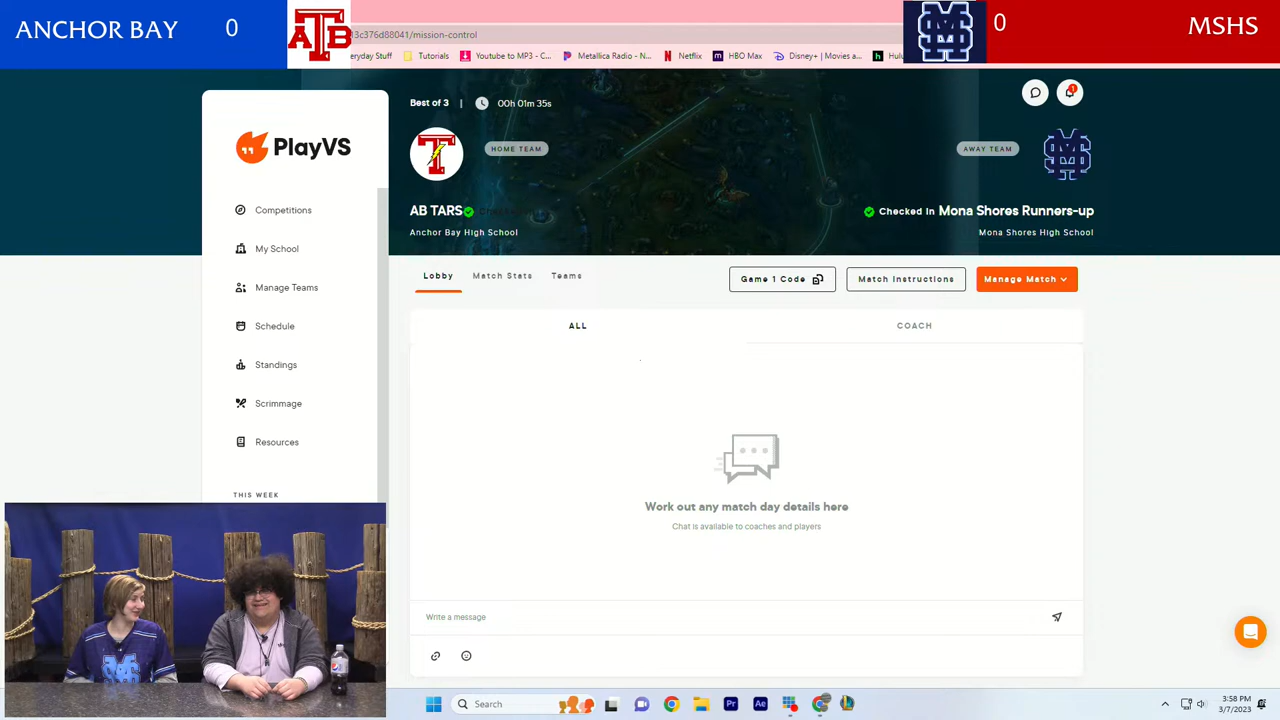 ANCHOR BAY 0
ATB
0 MSHS
3c376d88041/mission-control
eryday Stuff Tutorials Youtube to MP3 - C... Metallica Radio - N... Netflix HBO Max Disney+ | Movies a... Hulu
Best of 3 | 00h 01m 35s
1
PlayVS
HOME TEAM
AWAY TEAM
AB TARS
Checked In Mona Shores Runners-up
Anchor Bay High School
Mona Shores High School
Competitions
My School
Manage Teams
Schedule
Standings
Scrimmage
Resources
THIS WEEK
Lobby Match Stats Teams
Game 1 Code Match Instructions Manage Match
ALL COACH
Work out any match day details here
Chat is available to coaches and players
Write a message
Search
Pr Ae
3:58 PM
3/7/2023